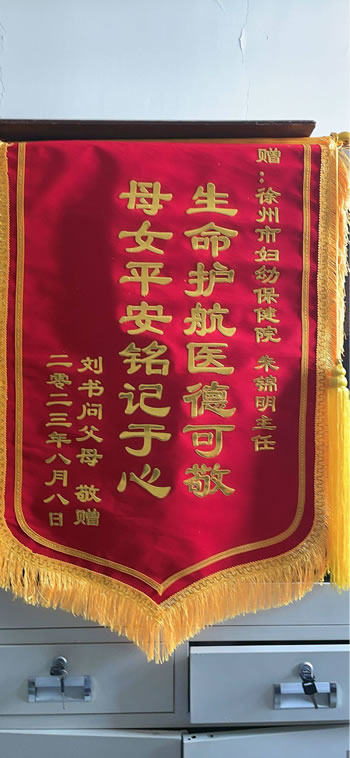 赠：徐州市妇幼保健院 朱锦明主任
生命护航医德可敬
母女平安铭记于心
刘书问父母 敬赠
二零二三年八月八日